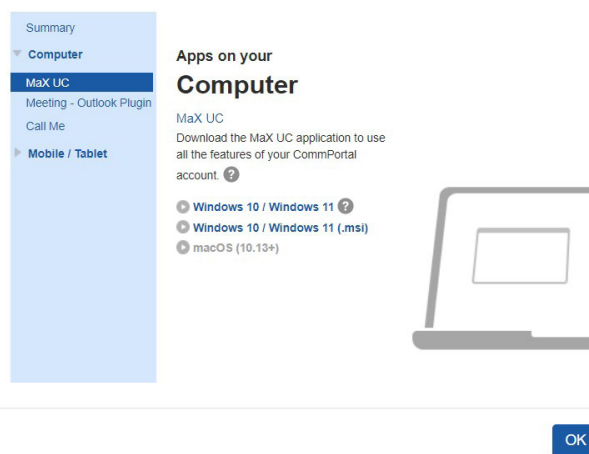 Summary
Computer
MaX UC
Meeting - Outlook Plugin
Call Me
Mobile / Tablet
Apps on your
Computer
MaX UC
Download the MaX UC application to use
all the features of your CommPortal
account. ?
Windows 10 / Windows 11 ?
Windows 10 / Windows 11 (.msi)
macOS (10.13+)
OK